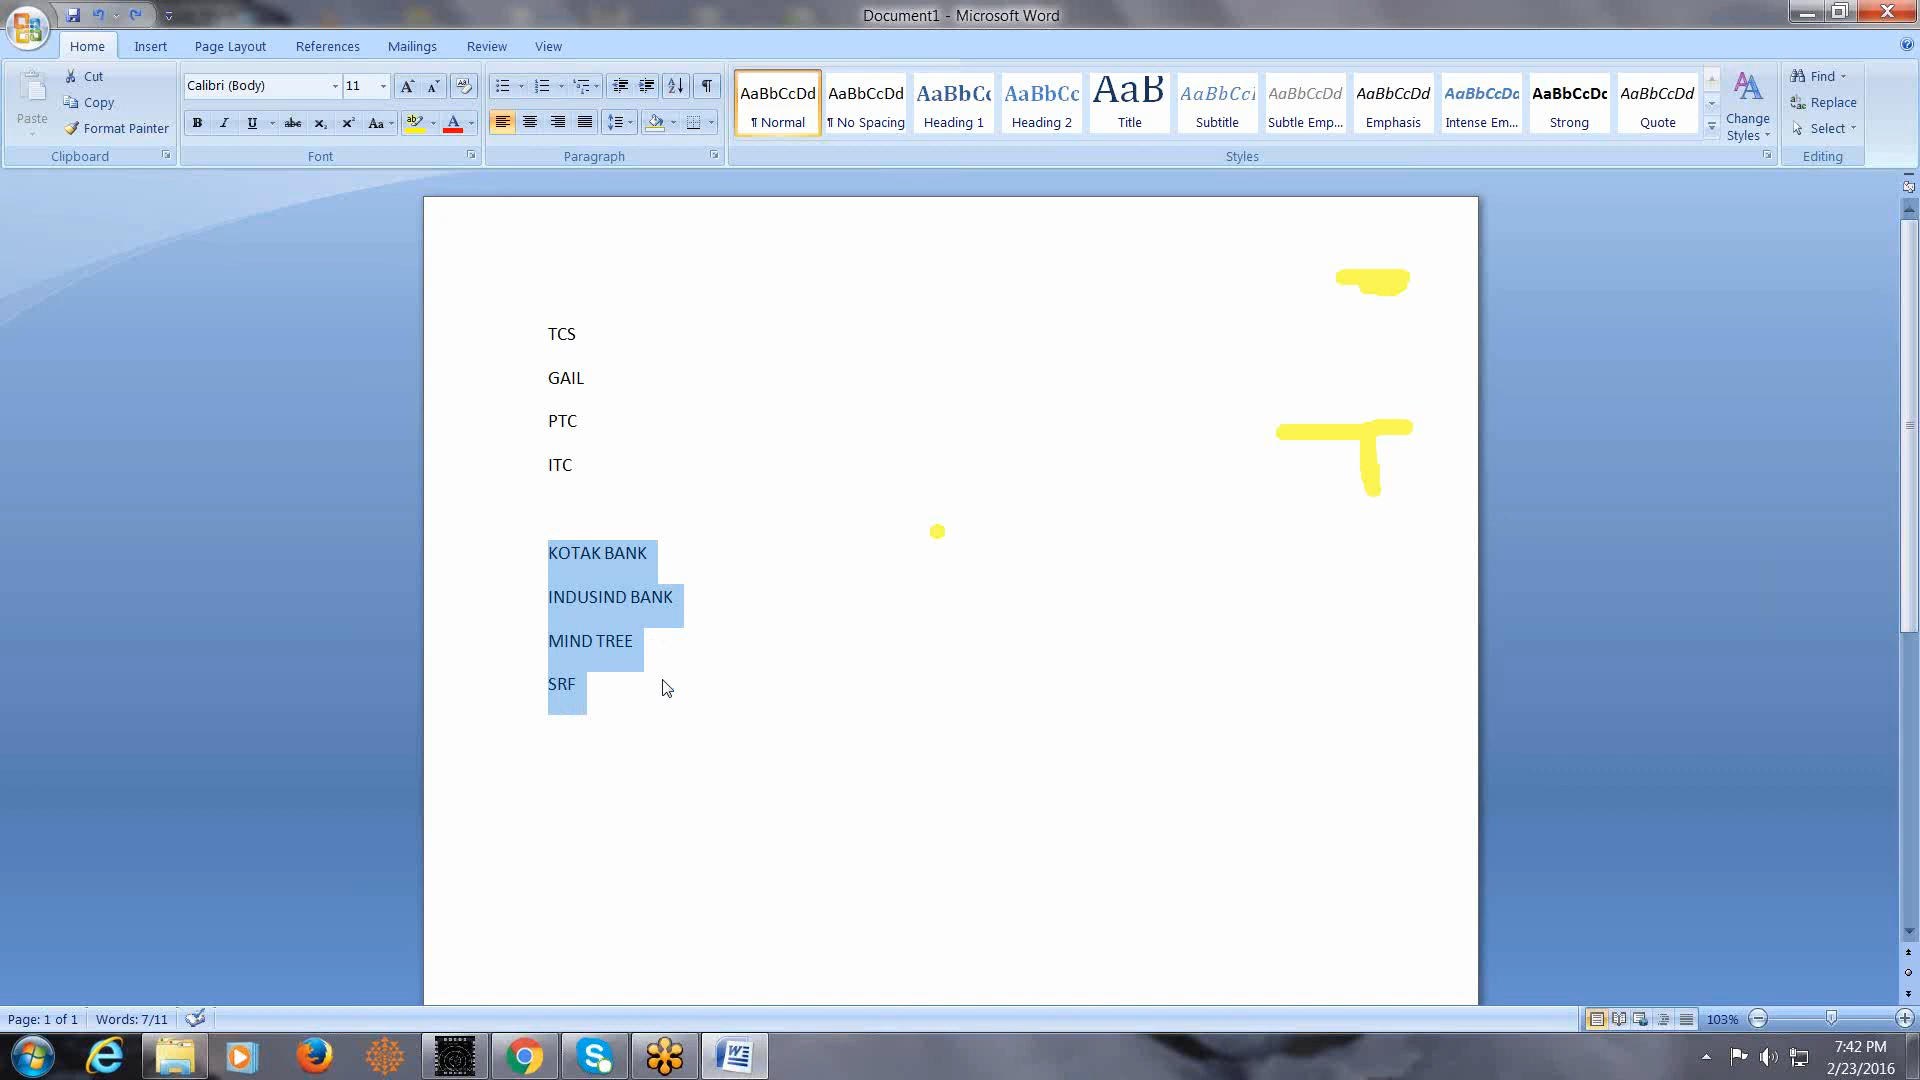 Document1 - Microsoft Word
Home Insert Page Layout References Mailings Review View
Paste
Cut
Copy
Format Painter
Clipboard
Calibri (Body) 11
Font
Paragraph
AaBbCcDd AaBbCcDd AaBbCc AaBbCc AaB AaBbCcI AaBbCcDd AaBbCcDd AaBbCcDd AaBbCcDd AaBbCcDd
¶ Normal ¶ No Spacing Heading 1 Heading 2 Title Subtitle Subtle Emp... Emphasis Intense Em... Strong Quote
Change Styles
Styles
Find
Replace
Select
Editing
TCS
GAIL
PTC
ITC
KOTAK BANK
INDUSIND BANK
MIND TREE
SRF
Page: 1 of 1 Words: 7/11 103%
7:42 PM
2/23/2016